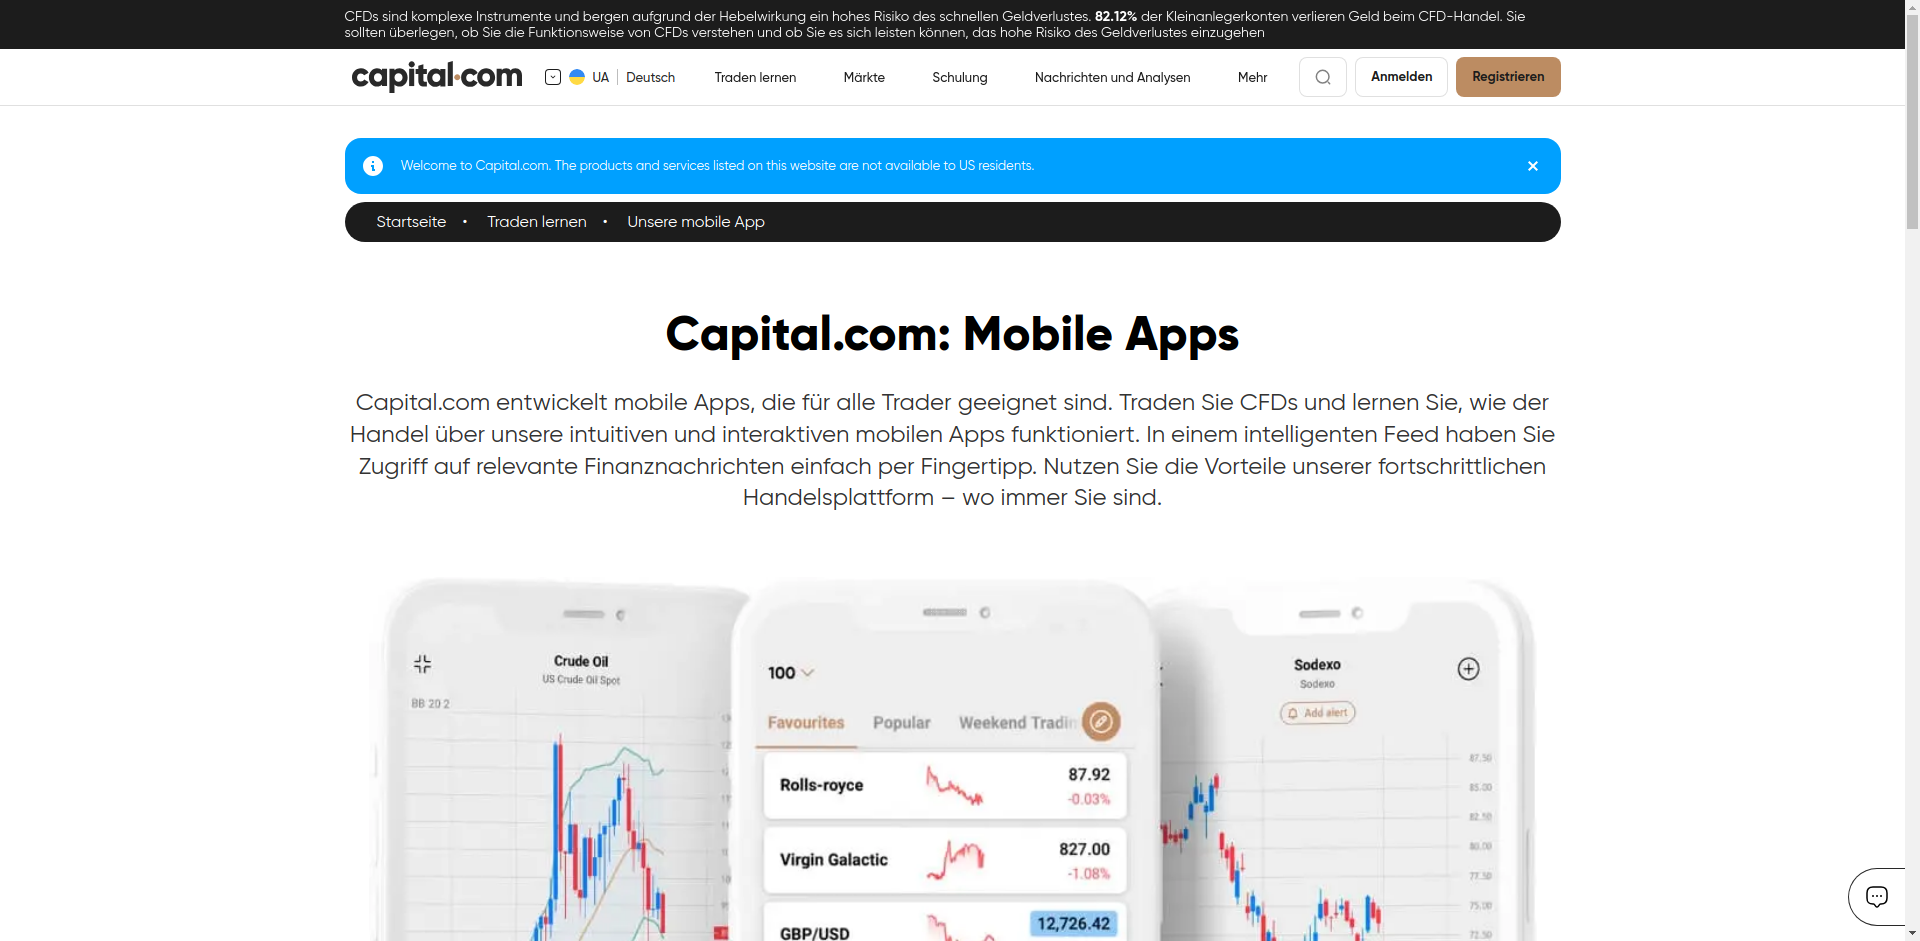 CFDs sind komplexe Instrumente und bergen aufgrund der Hebelwirkung ein hohes Risiko des schnellen Geldverlustes. 82.12% der Kleinanlegerkonten verlieren Geld beim CFD-Handel. Sie
sollten überlegen, ob Sie die Funktionsweise von CFDs verstehen und ob Sie es sich leisten können, das hohe Risiko des Geldverlustes einzugehen
capital.com
UA
Deutsch
Traden lernen
Märkte
Schulung
Nachrichten und Analysen
Mehr
Anmelden
Registrieren
Welcome to Capital.com. The products and services listed on this website are not available to US residents.
Startseite • Traden lernen • Unsere mobile App
Capital.com: Mobile Apps
Capital.com entwickelt mobile Apps, die für alle Trader geeignet sind. Traden Sie CFDs und lernen Sie, wie der
Handel über unsere intuitiven und interaktiven mobilen Apps funktioniert. In einem intelligenten Feed haben Sie
Zugriff auf relevante Finanznachrichten einfach per Fingertipp. Nutzen Sie die Vorteile unserer fortschrittlichen
Handelsplattform – wo immer Sie sind.
Crude Oil
US Crude Oil Spot
BB 20 2
100
Favourites
Popular
Weekend Tradin
Rolls-royce
87.92
-0.03%
Virgin Galactic
827.00
-1.08%
GBP/USD
12,726.42
Sodexo
Sodexo
Add alert
87.50
85.00
82.50
80.00
77.50
75.00
72.50